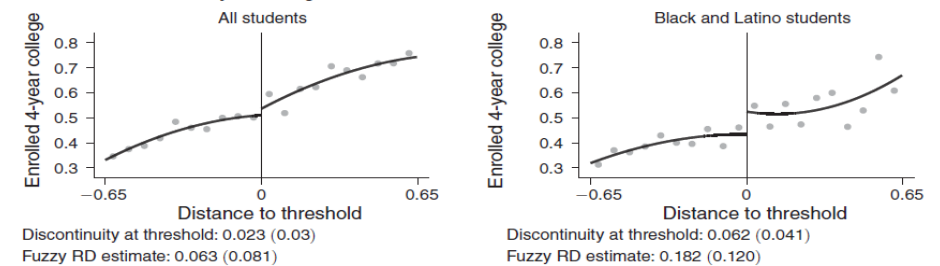 All students
Enrolled 4-year college
0.8
0.7
0.6
0.5
0.4
0.3
−0.65 0 0.65
Distance to threshold
Discontinuity at threshold: 0.023 (0.03)
Fuzzy RD estimate: 0.063 (0.081)
Black and Latino students
Enrolled 4-year college
0.8
0.7
0.6
0.5
0.4
0.3
−0.65 0 0.65
Distance to threshold
Discontinuity at threshold: 0.062 (0.041)
Fuzzy RD estimate: 0.182 (0.120)